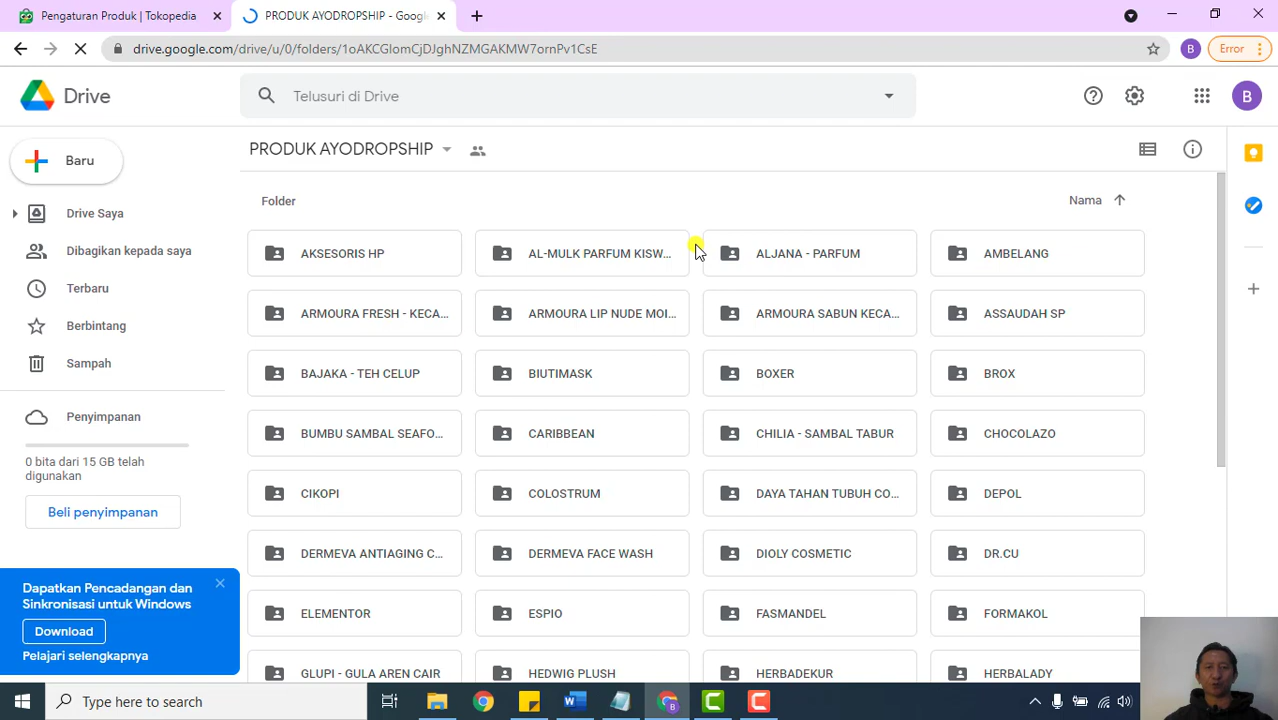 Pengaturan Produk | Tokopedia
PRODUK AYODROPSHIP - Goog
drive.google.com/drive/u/0/folders/1oAKCGlomCjDJghNZMGAKMW7ornPv1CsE
B
Error
Drive
Telusuri di Drive
B
Baru
PRODUK AYODROPSHIP
Folder
Nama
Drive Saya
Dibagikan kepada saya
Terbaru
Berbintang
Sampah
Penyimpanan
0 bita dari 15 GB telah
digunakan
Beli penyimpanan
Dapatkan Pencadangan dan
Sinkronisasi untuk Windows
Download
Pelajari selengkapnya
AKSESORIS HP
AL-MULK PARFUM KISW...
ALJANA - PARFUM
AMBELANG
ARMOURA FRESH - KECA...
ARMOURA LIP NUDE MOI...
ARMOURA SABUN KECA...
ASSAUDAH SP
BAJAKA - TEH CELUP
BIUTIMASK
BOXER
BROX
BUMBU SAMBAL SEAFO...
CARIBBEAN
CHILIA - SAMBAL TABUR
CHOCOLAZO
CIKOPI
COLOSTRUM
DAYA TAHAN TUBUH CO...
DEPOL
DERMEVA ANTIAGING C...
DERMEVA FACE WASH
DIOLY COSMETIC
DR.CU
ELEMENTOR
ESPIO
FASMANDEL
FORMAKOL
GLUPI - GULA AREN CAIR
HEDWIG PLUSH
HERBADEKUR
HERBALADY
Type here to search